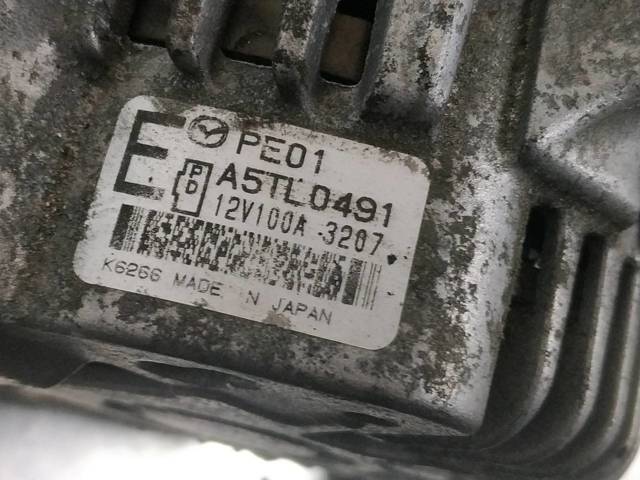 E PE01
P D A5TL0491
12V100A 3207
K6266 MADE IN JAPAN